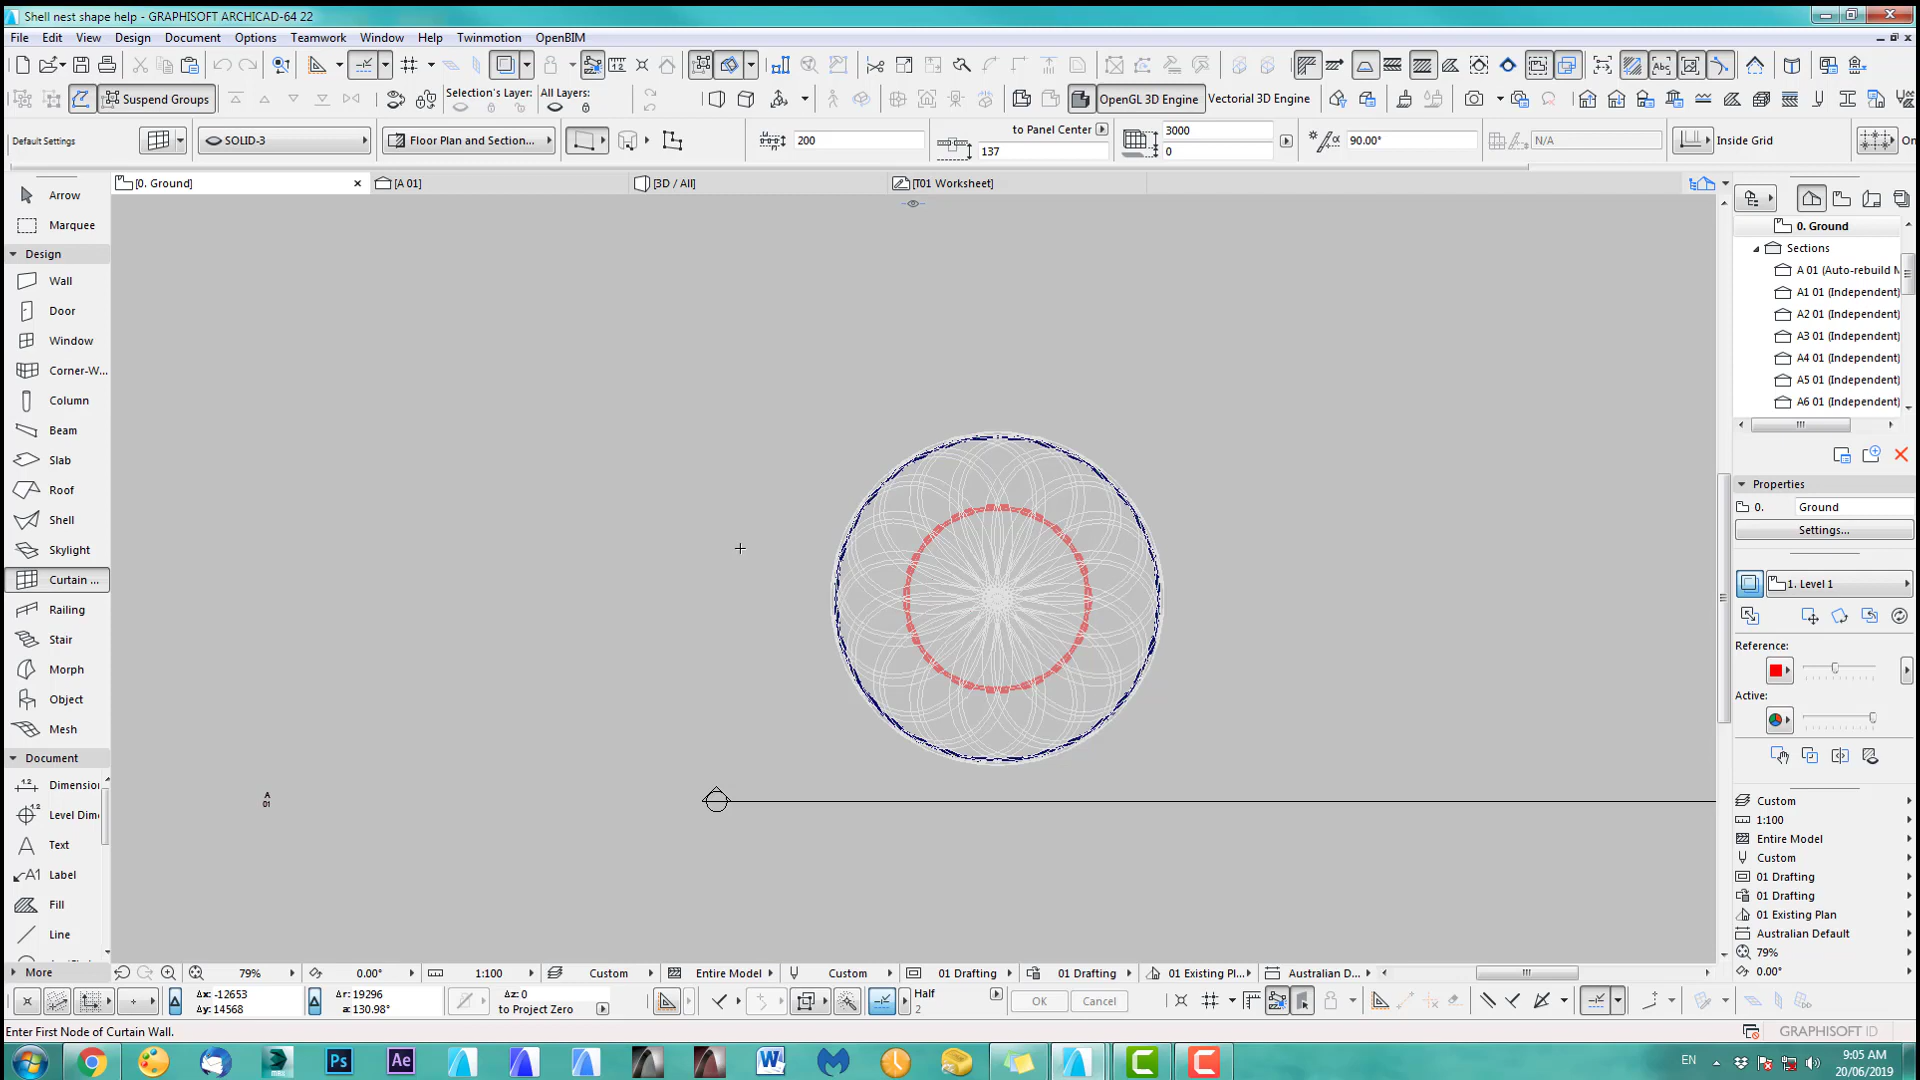 Shell nest shape help - GRAPHISOFT ARCHICAD-64 22
File Edit View Design Document Options Teamwork Window Help Twinmotion OpenBIM
Suspend Groups
Selection's Layer:
All Layers:
OpenGL 3D Engine
Vectorial 3D Engine
Default Settings
SOLID-3
Floor Plan and Section...
200
to Panel Center
137
3000
0
90.00°
N/A
Inside Grid
On
[0. Ground]
[A 01]
[3D / All]
[T01 Worksheet]
Arrow
Marquee
Design
Wall
Door
Window
Corner-W...
Column
Beam
Slab
Roof
Shell
Skylight
Curtain ...
Railing
Stair
Morph
Object
Mesh
Document
Dimension
Level Dim
Text
Label
Fill
Line
More
A
01
0. Ground
Sections
A 01 (Auto-rebuild M
A1 01 (Independent)
A2 01 (Independent)
A3 01 (Independent)
A4 01 (Independent)
A5 01 (Independent)
A6 01 (Independent)
Properties
0.
Ground
Settings...
1. Level 1
Reference:
Active:
Custom
1:100
Entire Model
Custom
01 Drafting
01 Drafting
01 Existing Plan
Australian Default
79%
0.00°
79%
0.00°
1:100
Custom
Entire Model
Custom
01 Drafting
01 Drafting
01 Existing Pl...
Australian D...
Δx: -12653
Δy: 14568
Δr: 19296
a: 130.98°
Δz: 0
to Project Zero
Half
2
OK
Cancel
Enter First Node of Curtain Wall.
GRAPHISOFT ID
Ps
Ae
EN
9:05 AM
20/06/2019